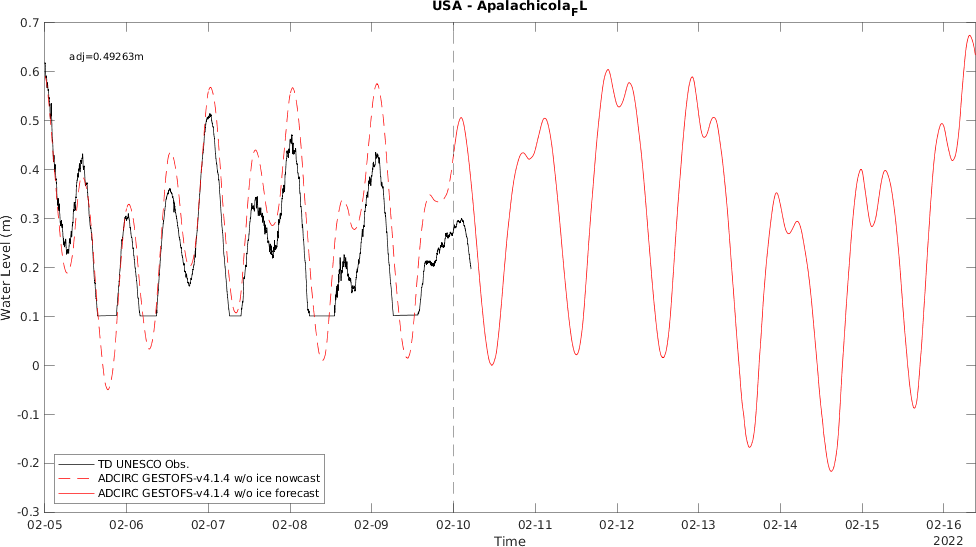 USA - Apalachicola_FL
adj=0.49263m
0.7
0.6
0.5
0.4
0.3
0.2
0.1
0
-0.1
-0.2
-0.3
Water Level (m)
TD UNESCO Obs.
ADCIRC GESTOFS-v4.1.4 w/o ice nowcast
ADCIRC GESTOFS-v4.1.4 w/o ice forecast
02-05 02-06 02-07 02-08 02-09 02-10 02-11 02-12 02-13 02-14 02-15 02-16
Time
2022